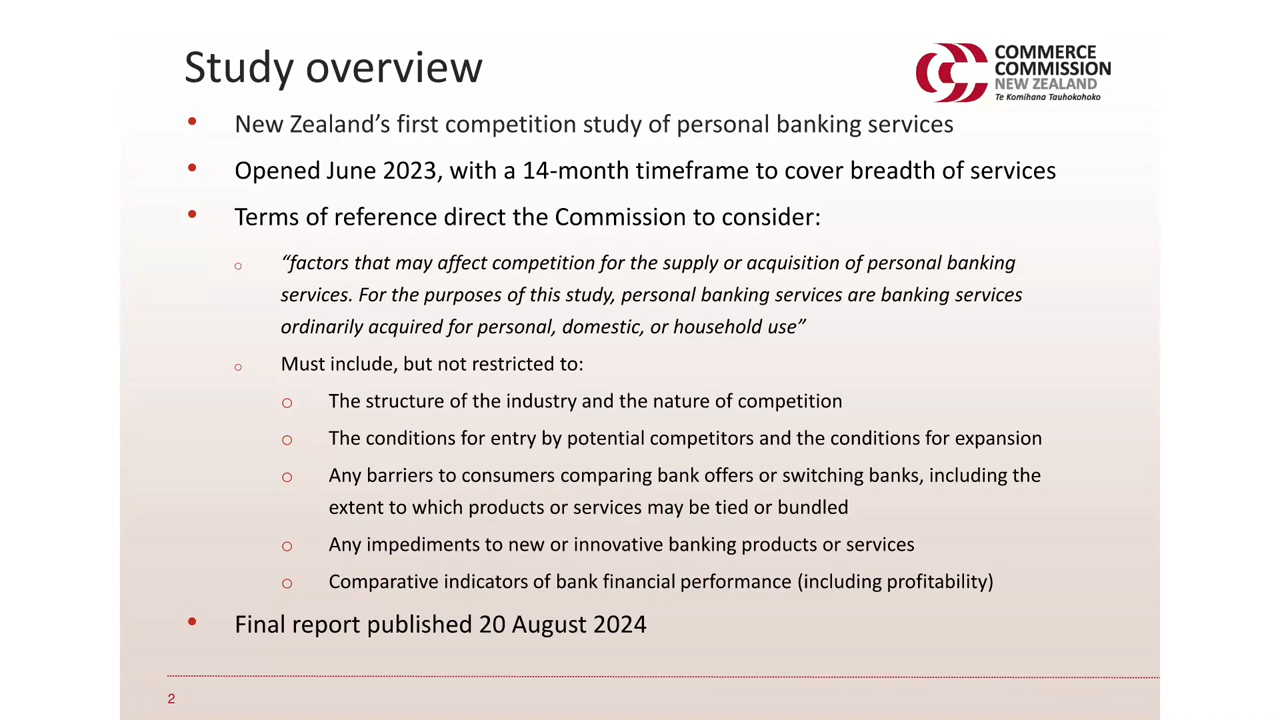 Study overview
COMMERCE
COMMISSION
NEW ZEALAND
Te Komihana Tauhokohoko
• New Zealand’s first competition study of personal banking services
• Opened June 2023, with a 14-month timeframe to cover breadth of services
• Terms of reference direct the Commission to consider:
o “factors that may affect competition for the supply or acquisition of personal banking
services. For the purposes of this study, personal banking services are banking services
ordinarily acquired for personal, domestic, or household use”
o Must include, but not restricted to:
o The structure of the industry and the nature of competition
o The conditions for entry by potential competitors and the conditions for expansion
o Any barriers to consumers comparing bank offers or switching banks, including the
extent to which products or services may be tied or bundled
o Any impediments to new or innovative banking products or services
o Comparative indicators of bank financial performance (including profitability)
• Final report published 20 August 2024
2